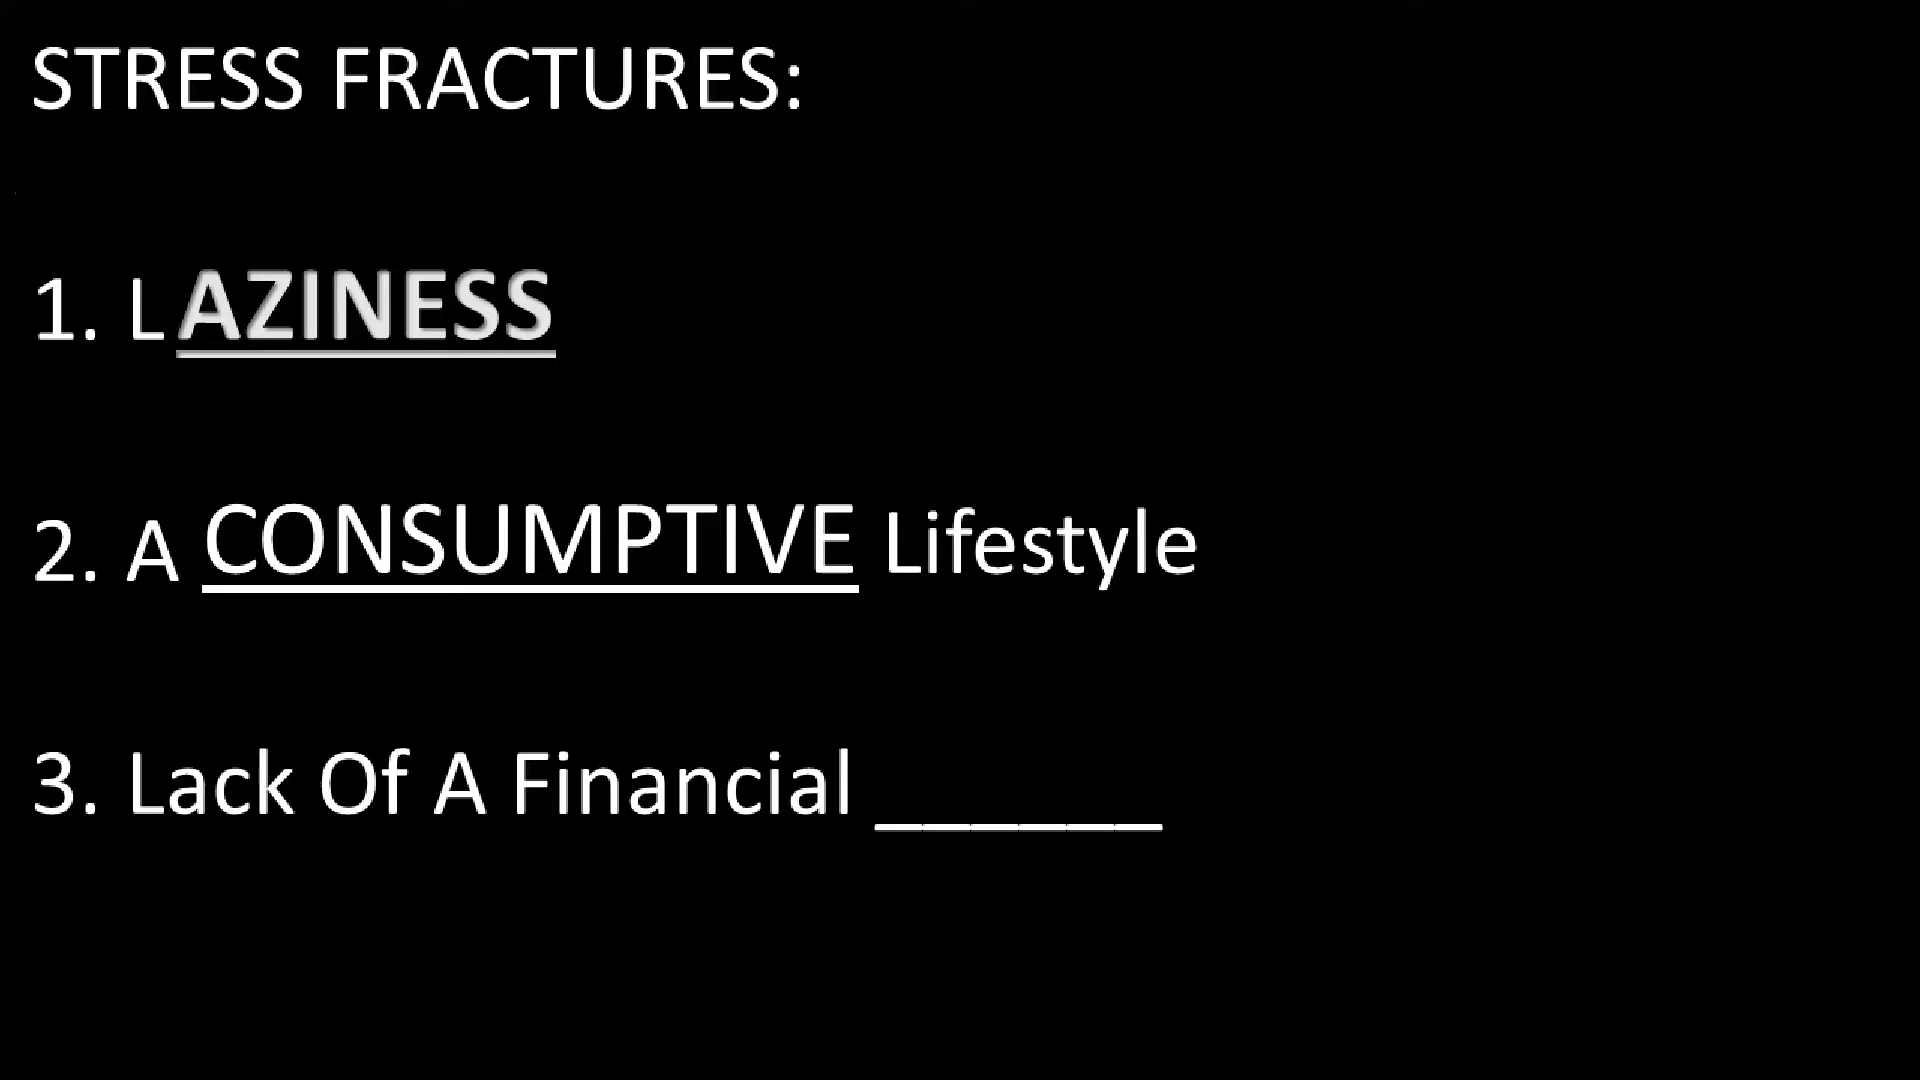 STRESS FRACTURES:
1. LAZINESS
2. A CONSUMPTIVE Lifestyle
3. Lack Of A Financial ______